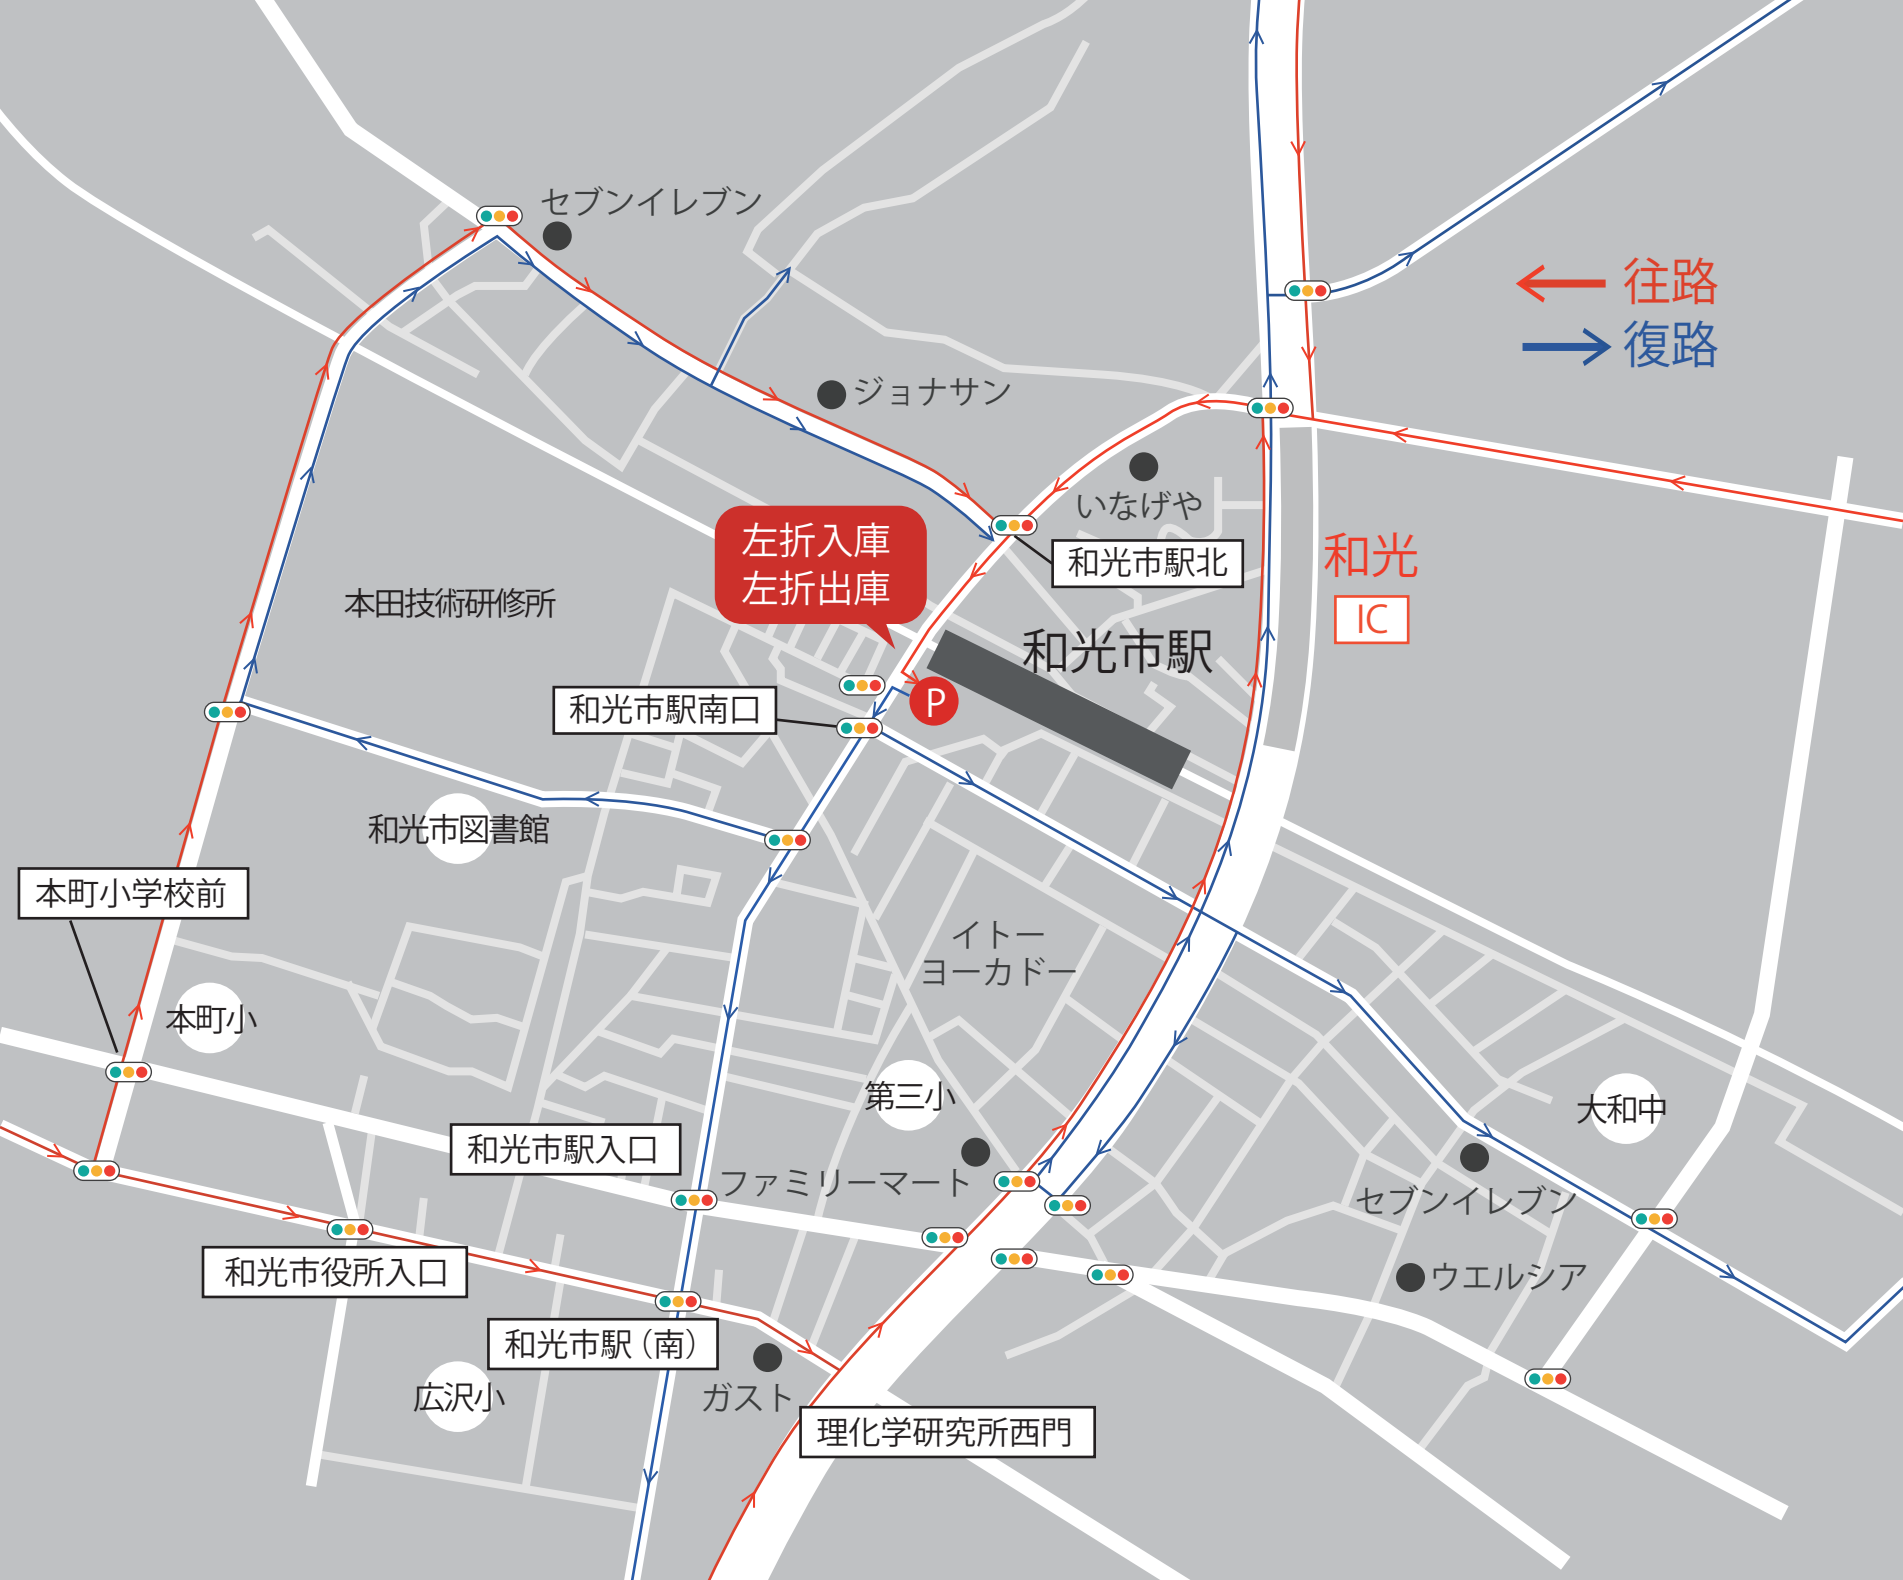 セブンイレブン
往路
復路
ジョナサン
いなげや
左折入庫
左折出庫
和光市駅北
和光
IC
本田技術研修所
和光市駅
和光市駅南口
P
和光市図書館
本町小学校前
イトー
ヨーカドー
本町小
第三小
大和中
和光市駅入口
ファミリーマート
セブンイレブン
和光市役所入口
ウエルシア
和光市駅（南）
広沢小
ガスト
理化学研究所西門